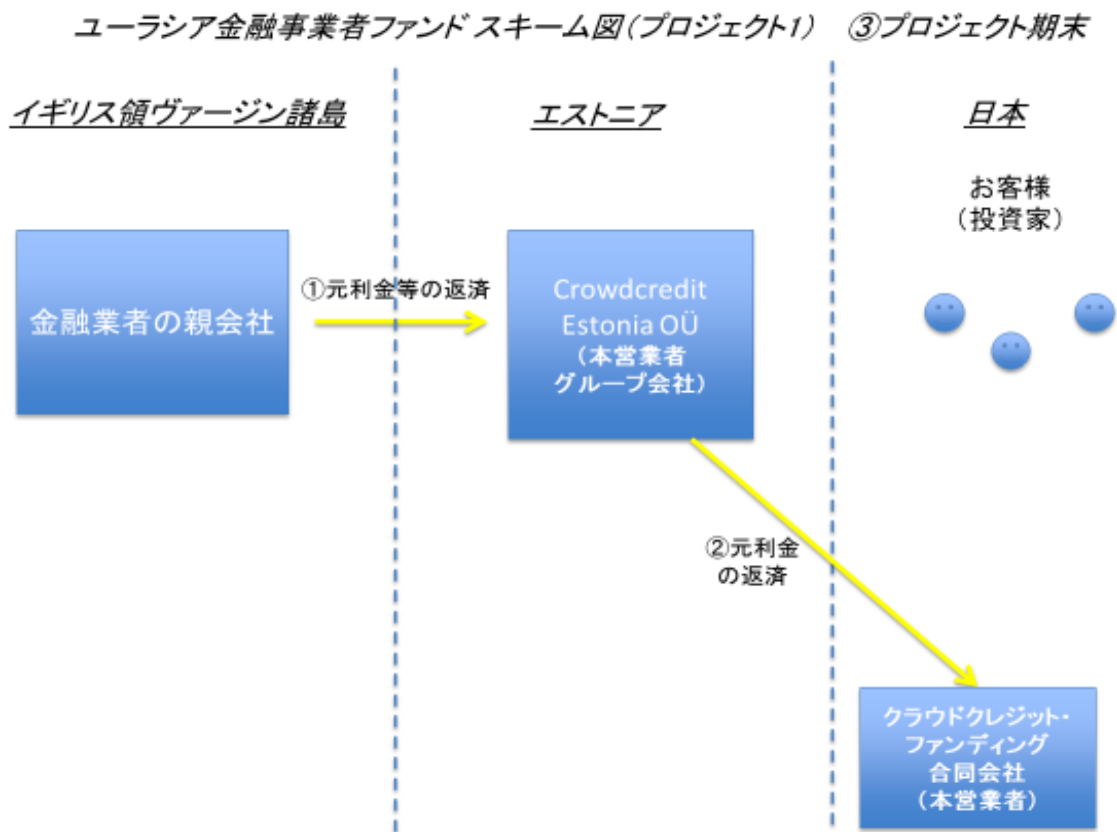 ユーラシア金融事業者ファンド スキーム図（プロジェクト1） ③プロジェクト期末
イギリス領ヴァージン諸島
エストニア
日本
お客様
（投資家）
金融業者の親会社
①元利金等の返済
Crowdcredit
Estonia OÜ
（本営業者
グループ会社）
②元利金
の返済
クラウドクレジット・
ファンディング
合同会社
（本営業者）